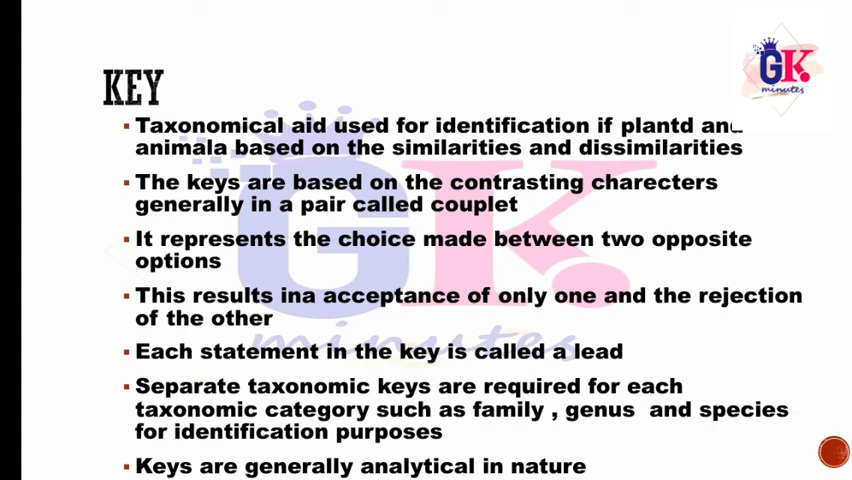 GK
minutes
KEY
▪ Taxonomical aid used for identification if plantd and
animala based on the similarities and dissimilarities
▪ The keys are based on the contrasting charecters
generally in a pair called couplet
▪ It represents the choice made between two opposite
options
▪ This results ina acceptance of only one and the rejection
of the other
▪ Each statement in the key is called a lead
▪ Separate taxonomic keys are required for each
taxonomic category such as family , genus and species
for identification purposes
▪ Keys are generally analytical in nature
GK
minutes